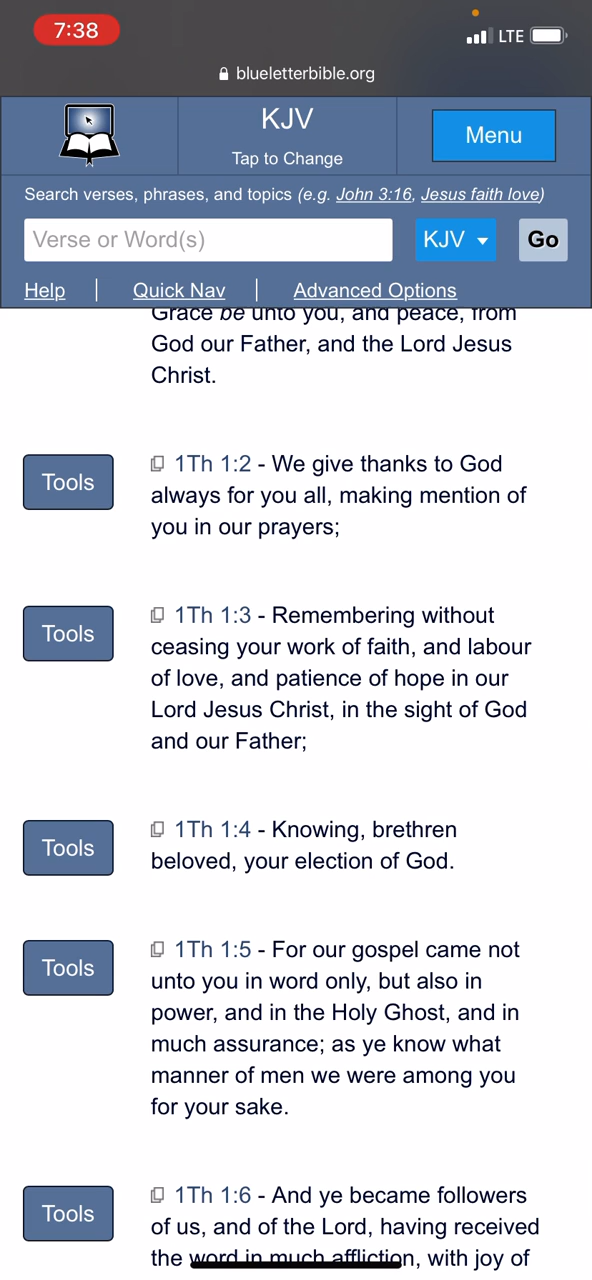 7:38
LTE
blueletterbible.org
KJV
Tap to Change
Menu
Search verses, phrases, and topics (e.g. John 3:16, Jesus faith love)
Verse or Word(s)
KJV
Go
Help
Quick Nav
Advanced Options
Grace be unto you, and peace, from
God our Father, and the Lord Jesus
Christ.
Tools
1Th 1:2 - We give thanks to God
always for you all, making mention of
you in our prayers;
Tools
1Th 1:3 - Remembering without
ceasing your work of faith, and labour
of love, and patience of hope in our
Lord Jesus Christ, in the sight of God
and our Father;
Tools
1Th 1:4 - Knowing, brethren
beloved, your election of God.
Tools
1Th 1:5 - For our gospel came not
unto you in word only, but also in
power, and in the Holy Ghost, and in
much assurance; as ye know what
manner of men we were among you
for your sake.
Tools
1Th 1:6 - And ye became followers
of us, and of the Lord, having received
the word in much affliction, with joy of